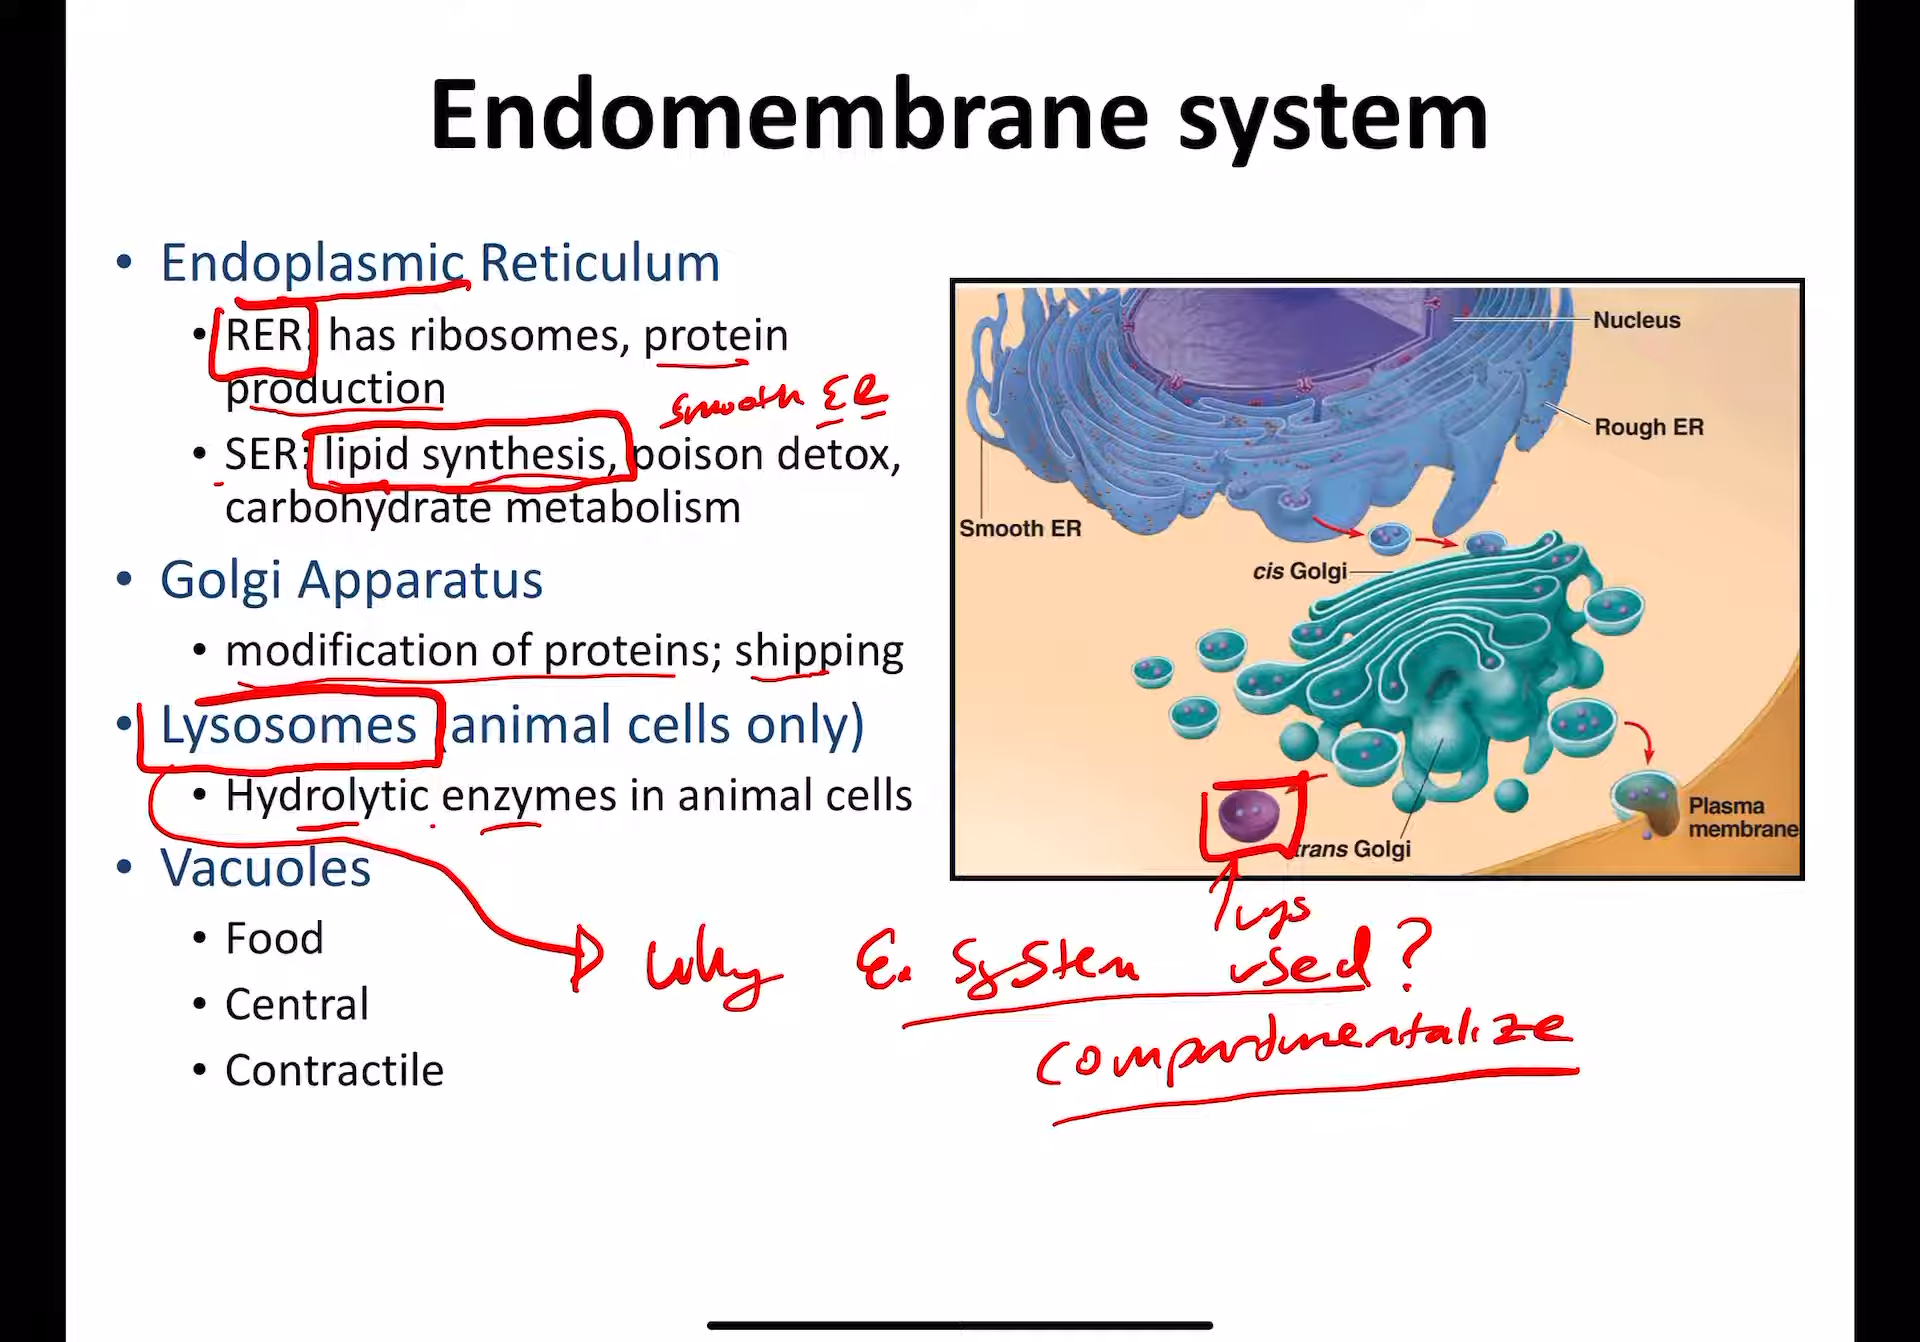 Endomembrane system
• Endoplasmic Reticulum
• RER: has ribosomes, protein
production
smooth ER
• SER: lipid synthesis, poison detox,
carbohydrate metabolism
• Golgi Apparatus
• modification of proteins; shipping
• Lysosomes (animal cells only)
• Hydrolytic enzymes in animal cells
• Vacuoles
• Food
• Central
• Contractile
Nucleus
Rough ER
Smooth ER
cis Golgi
Plasma
membrane
trans Golgi
Lys
Why E. system used?
compartmentalize